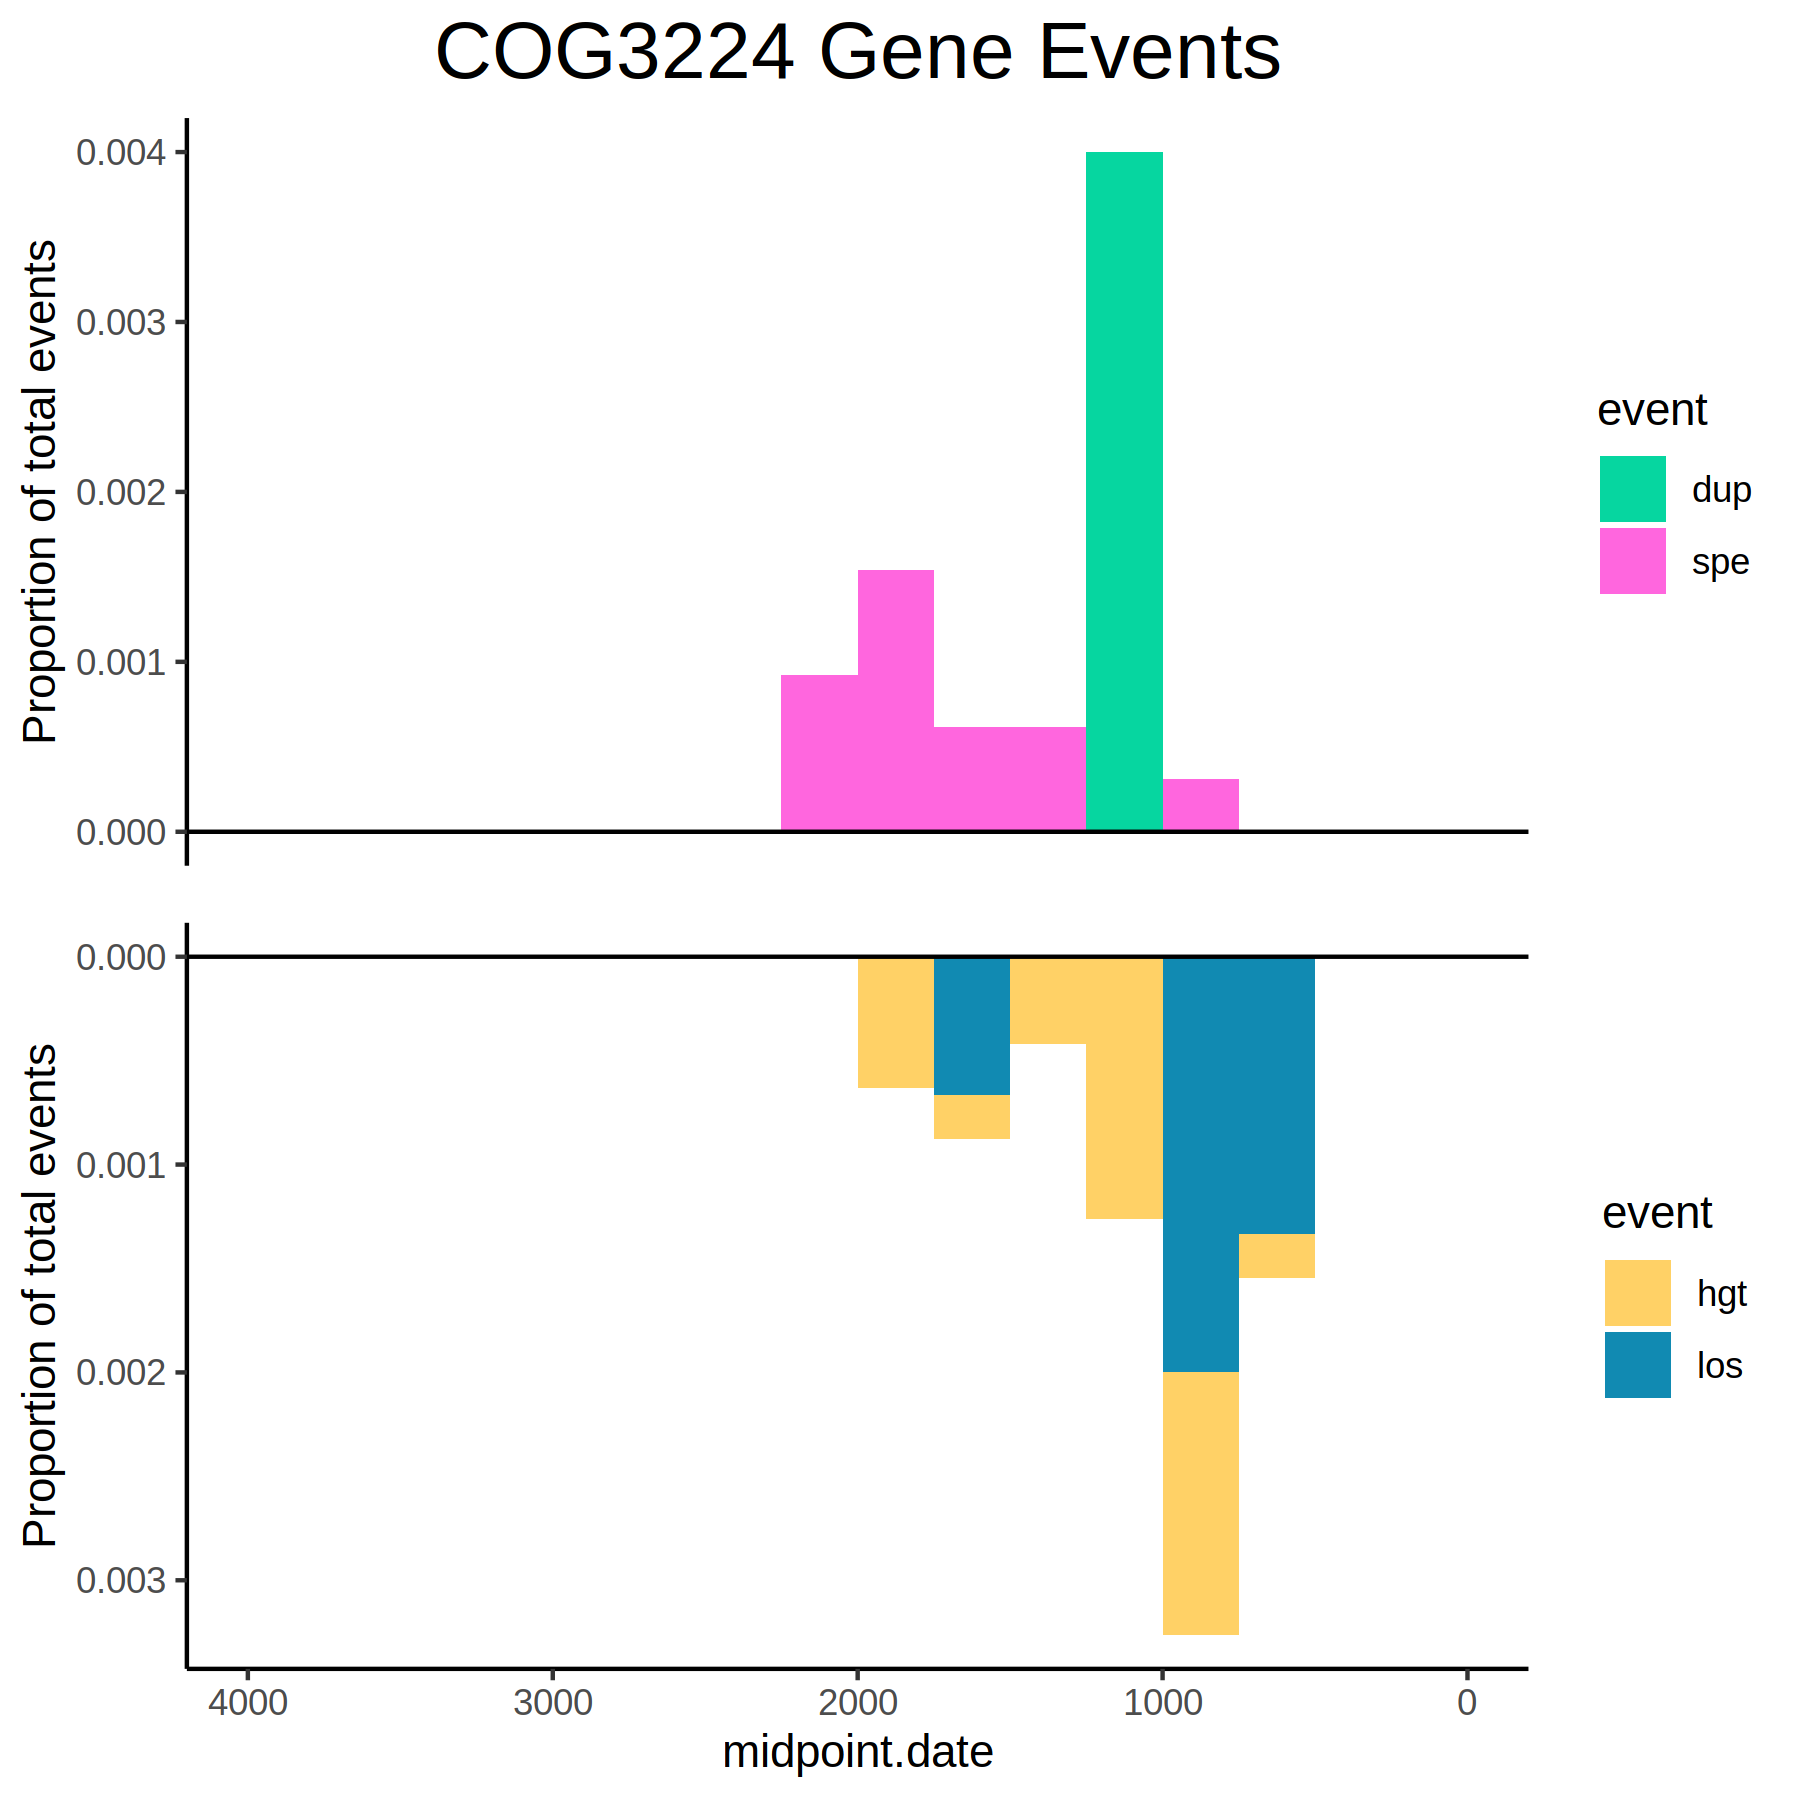 COG3224 Gene Events
Proportion of total events
0.004
0.003
0.002
0.001
0.000
event
dup
spe
Proportion of total events
0.000
0.001
0.002
0.003
event
hgt
los
4000 3000 2000 1000 0
midpoint.date